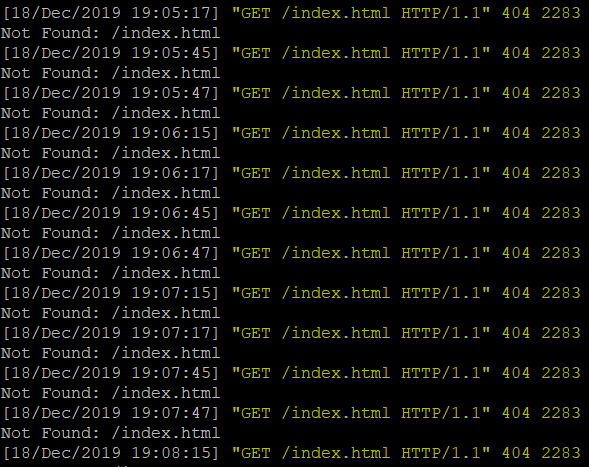 [18/Dec/2019 19:05:17] "GET /index.html HTTP/1.1" 404 2283
Not Found: /index.html
[18/Dec/2019 19:05:45] "GET /index.html HTTP/1.1" 404 2283
Not Found: /index.html
[18/Dec/2019 19:05:47] "GET /index.html HTTP/1.1" 404 2283
Not Found: /index.html
[18/Dec/2019 19:06:15] "GET /index.html HTTP/1.1" 404 2283
Not Found: /index.html
[18/Dec/2019 19:06:17] "GET /index.html HTTP/1.1" 404 2283
Not Found: /index.html
[18/Dec/2019 19:06:45] "GET /index.html HTTP/1.1" 404 2283
Not Found: /index.html
[18/Dec/2019 19:06:47] "GET /index.html HTTP/1.1" 404 2283
Not Found: /index.html
[18/Dec/2019 19:07:15] "GET /index.html HTTP/1.1" 404 2283
Not Found: /index.html
[18/Dec/2019 19:07:17] "GET /index.html HTTP/1.1" 404 2283
Not Found: /index.html
[18/Dec/2019 19:07:45] "GET /index.html HTTP/1.1" 404 2283
Not Found: /index.html
[18/Dec/2019 19:07:47] "GET /index.html HTTP/1.1" 404 2283
Not Found: /index.html
[18/Dec/2019 19:08:15] "GET /index.html HTTP/1.1" 404 2283